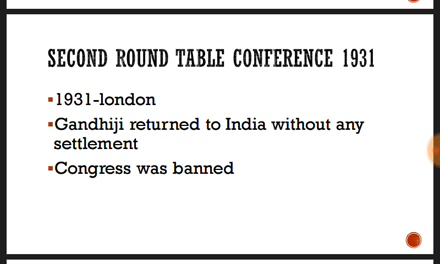 SECOND ROUND TABLE CONFERENCE 1931
▪1931-london
▪Gandhiji returned to India without any
settlement
▪Congress was banned